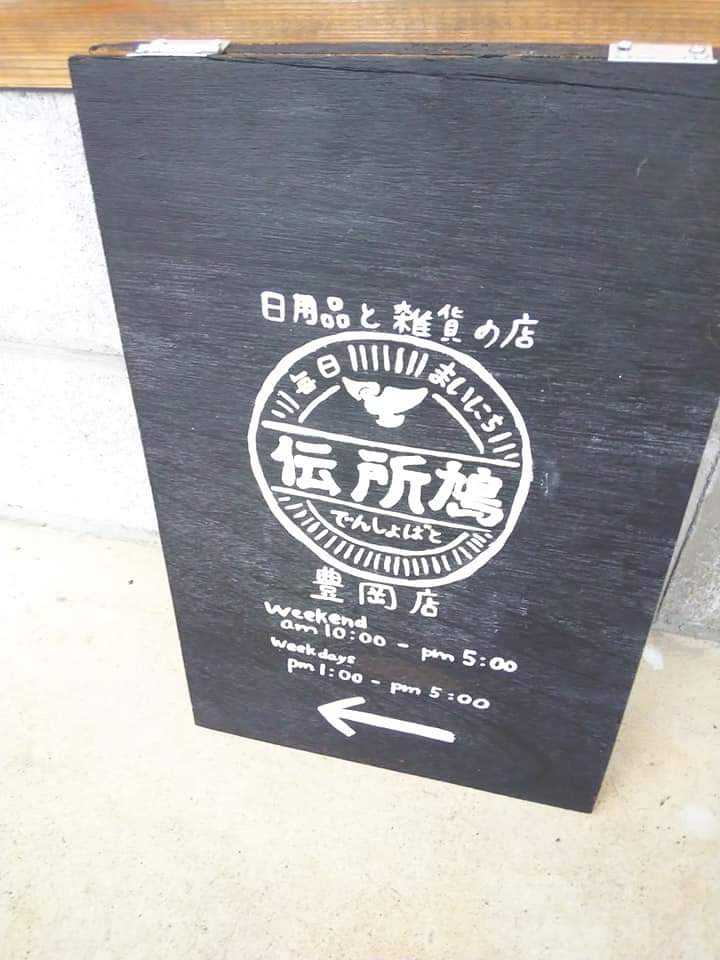 日用品と雑貨の店
毎日 まいにち
伝所鳩
でんしょばと
豊岡店
weekend
am 10:00 - pm 5:00
weekdays
pm 1:00 - pm 5:00